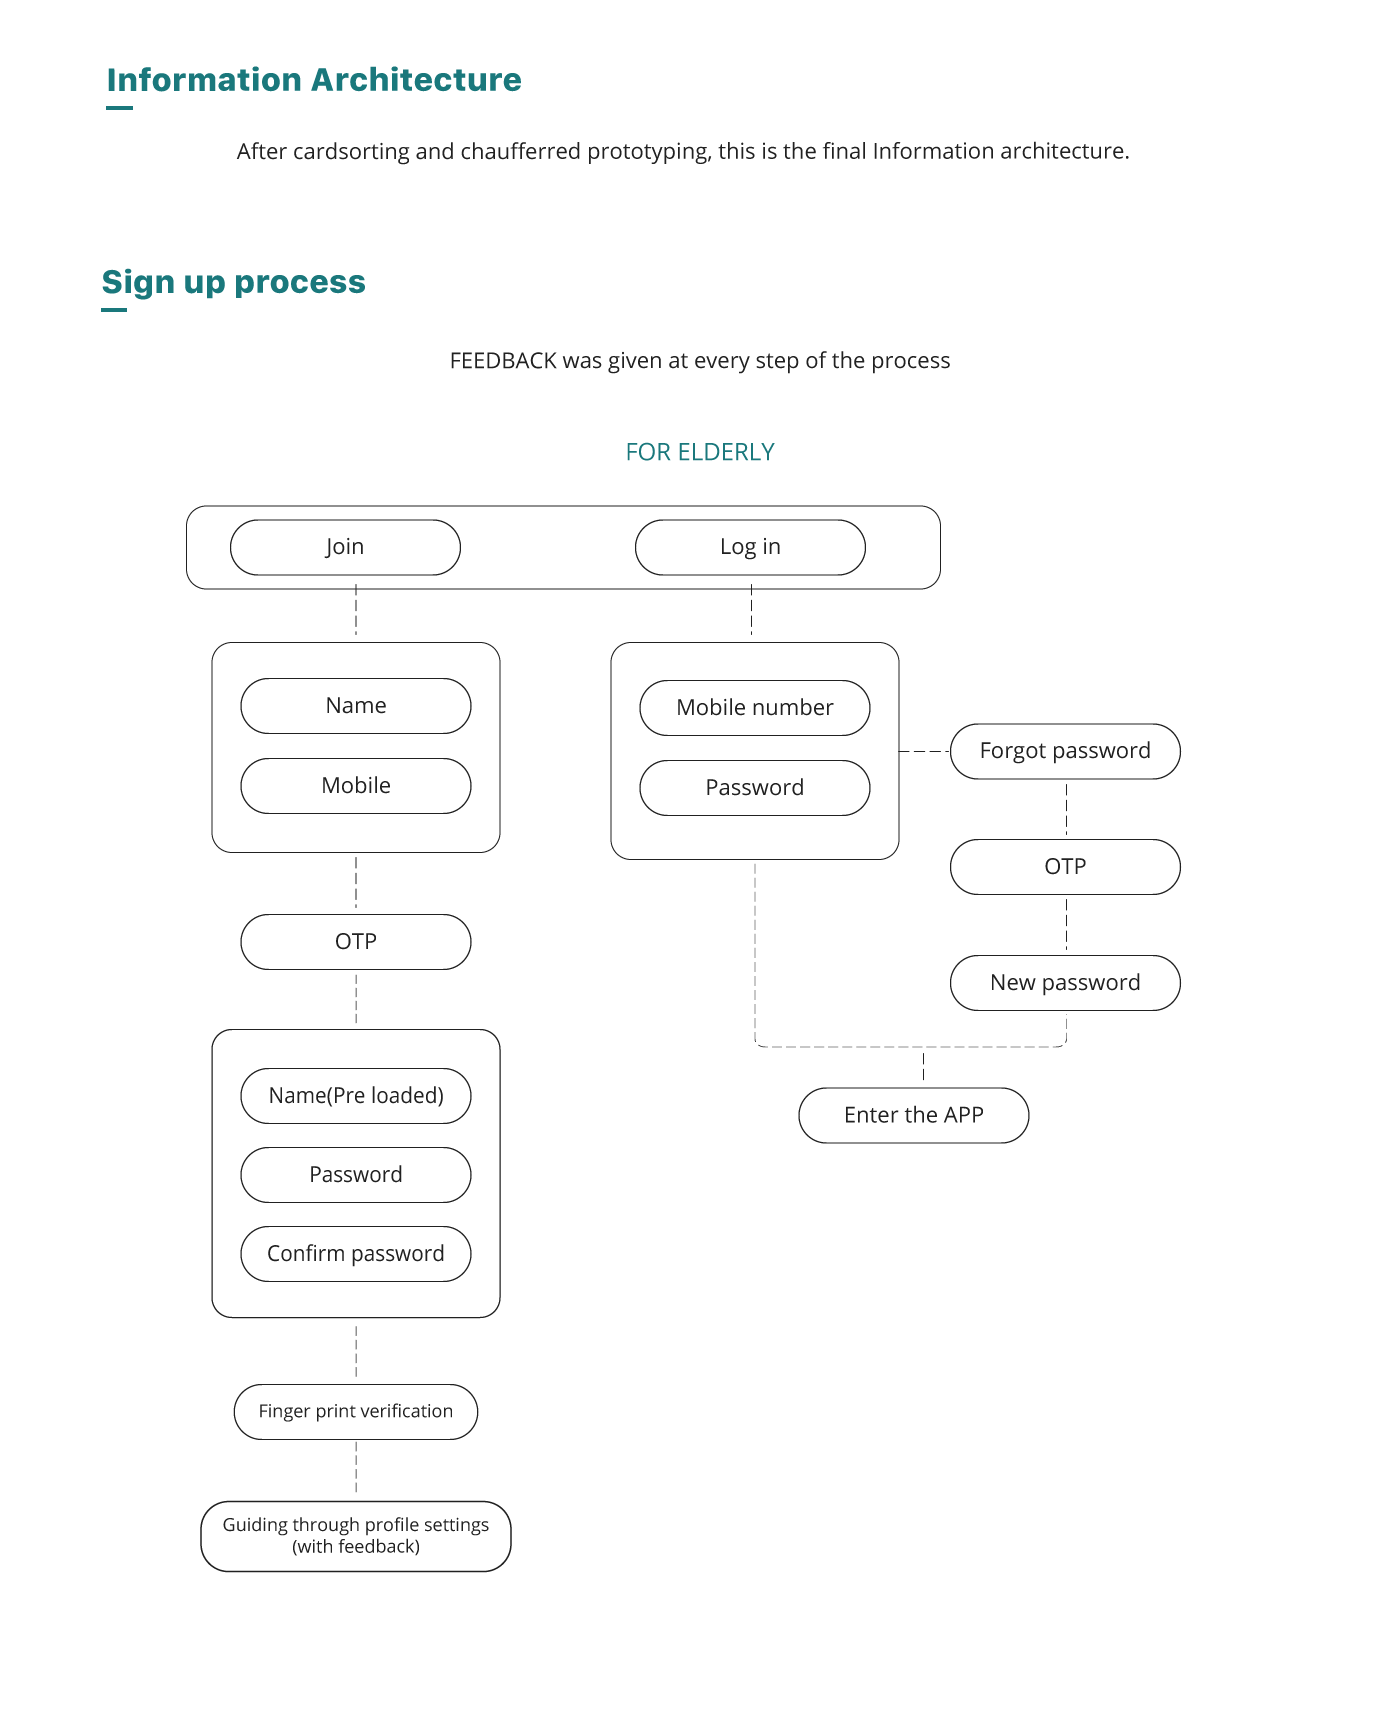 Information Architecture
After cardsorting and chaufferred prototyping, this is the final Information architecture.
Sign up process
FEEDBACK was given at every step of the process
FOR ELDERLY
Join
Log in
Name
Mobile
Mobile number
Password
Forgot password
OTP
New password
Enter the APP
OTP
Name(Pre loaded)
Password
Confirm password
Finger print verification
Guiding through profile settings
(with feedback)